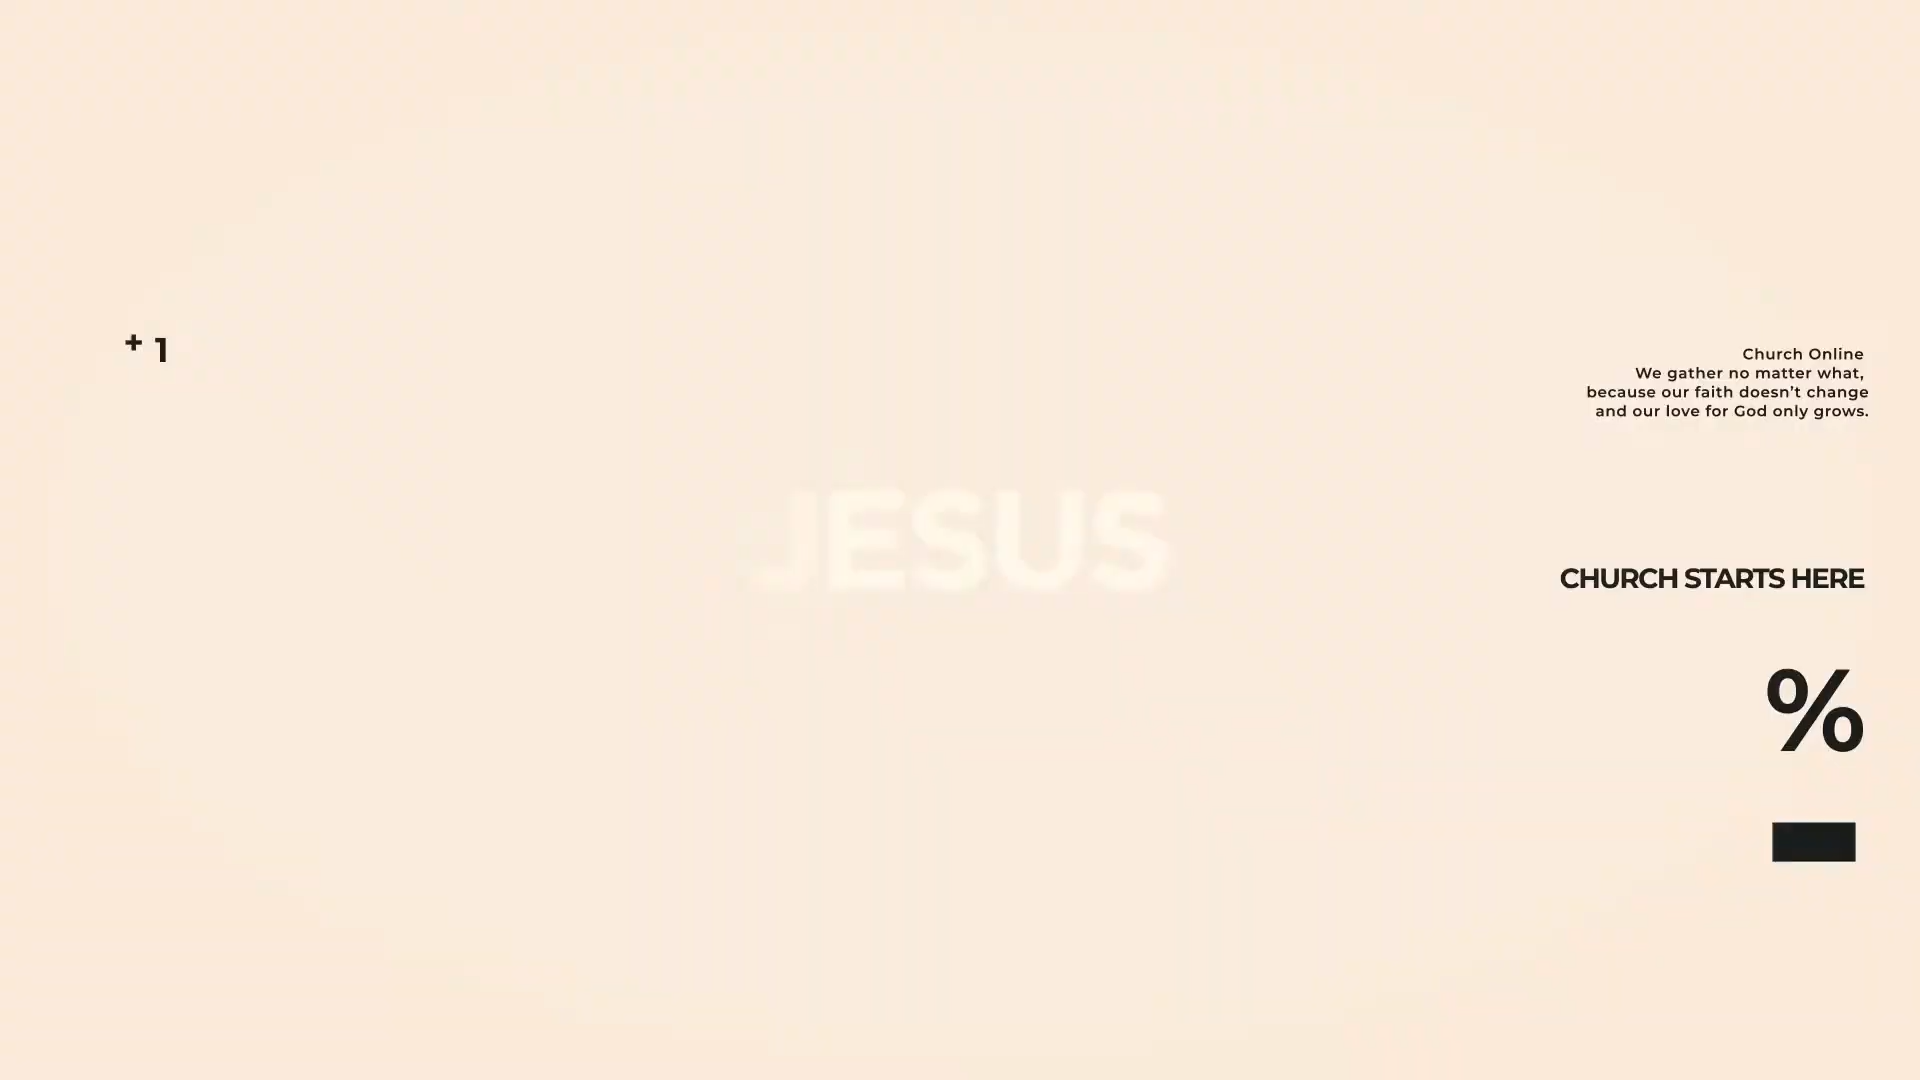 + 1
Church Online
We gather no matter what,
because our faith doesn't change
and our love for God only grows.
JESUS
CHURCH STARTS HERE
%